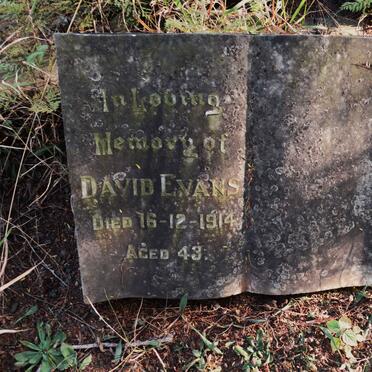 In Loving
Memory of
DAVID EVANS
DIED 16-12-1914
AGED 43.